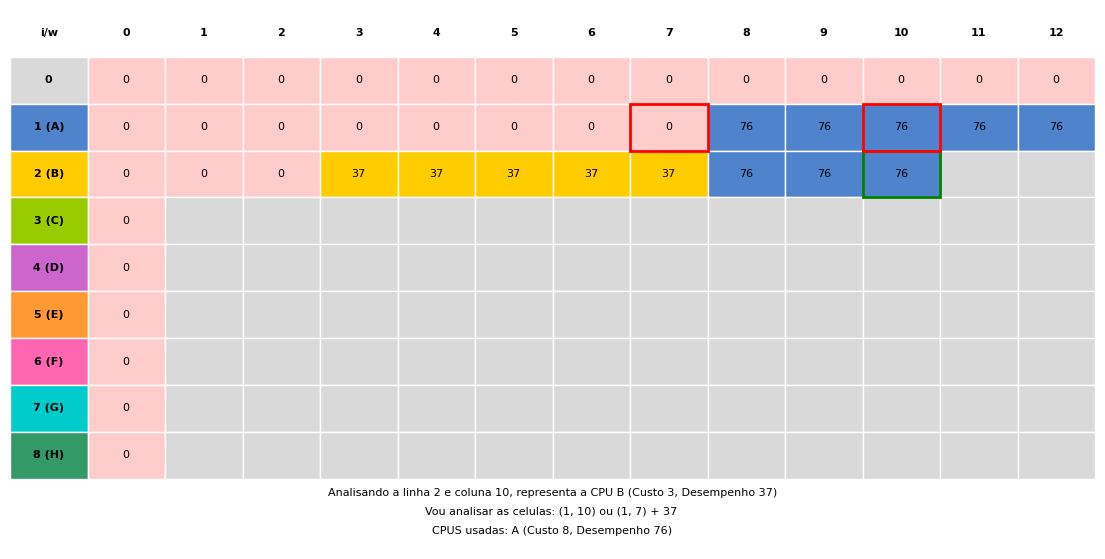 i/w 0 1 2 3 4 5 6 7 8 9 10 11 12
0 0 0 0 0 0 0 0 0 0 0 0 0 0
1 (A) 0 0 0 0 0 0 0 0 76 76 76 76 76
2 (B) 0 0 0 37 37 37 37 37 76 76 76
3 (C) 0
4 (D) 0
5 (E) 0
6 (F) 0
7 (G) 0
8 (H) 0
Analisando a linha 2 e coluna 10, representa a CPU B (Custo 3, Desempenho 37)
Vou analisar as celulas: (1, 10) ou (1, 7) + 37
CPUS usadas: A (Custo 8, Desempenho 76)